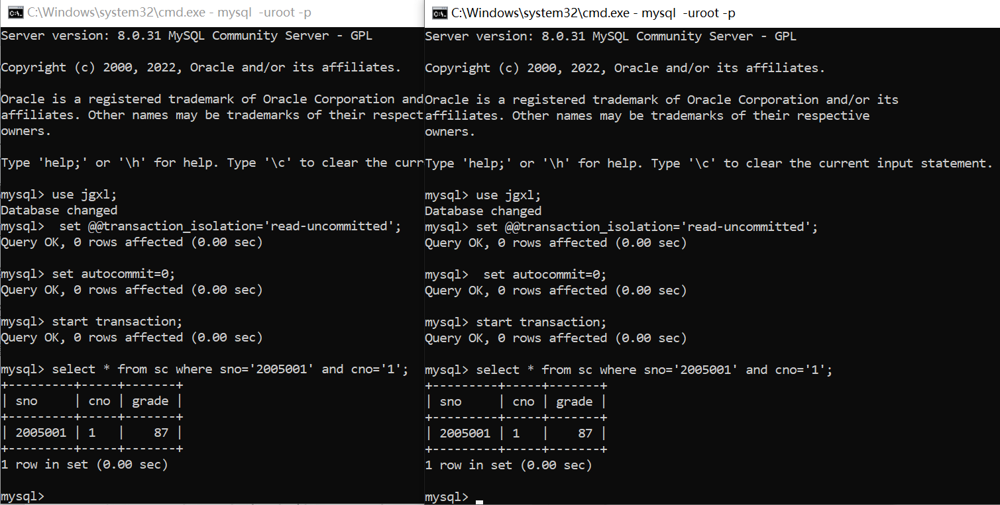 C:\Windows\system32\cmd.exe - mysql  -uroot -p
Server version: 8.0.31 MySQL Community Server - GPL
Copyright (c) 2000, 2022, Oracle and/or its affiliates.
Oracle is a registered trademark of Oracle Corporation and
affiliates. Other names may be trademarks of their respect
owners.
Type 'help;' or '\h' for help. Type '\c' to clear the curr
mysql> use jgxl;
Database changed
mysql>  set @@transaction_isolation='read-uncommitted';
Query OK, 0 rows affected (0.00 sec)
mysql> set autocommit=0;
Query OK, 0 rows affected (0.00 sec)
mysql> start transaction;
Query OK, 0 rows affected (0.00 sec)
mysql> select * from sc where sno='2005001' and cno='1';
+---------+-----+-------+
| sno     | cno | grade |
+---------+-----+-------+
| 2005001 | 1   |    87 |
+---------+-----+-------+
1 row in set (0.00 sec)
mysql>
C:\Windows\system32\cmd.exe - mysql  -uroot -p
Server version: 8.0.31 MySQL Community Server - GPL
Copyright (c) 2000, 2022, Oracle and/or its affiliates.
Oracle is a registered trademark of Oracle Corporation and/or its
affiliates. Other names may be trademarks of their respective
owners.
Type 'help;' or '\h' for help. Type '\c' to clear the current input statement.
mysql> use jgxl;
Database changed
mysql> set @@transaction_isolation='read-uncommitted';
Query OK, 0 rows affected (0.00 sec)
mysql>  set autocommit=0;
Query OK, 0 rows affected (0.00 sec)
mysql> start transaction;
Query OK, 0 rows affected (0.00 sec)
mysql> select * from sc where sno='2005001' and cno='1';
+---------+-----+-------+
| sno     | cno | grade |
+---------+-----+-------+
| 2005001 | 1   |    87 |
+---------+-----+-------+
1 row in set (0.00 sec)
mysql>